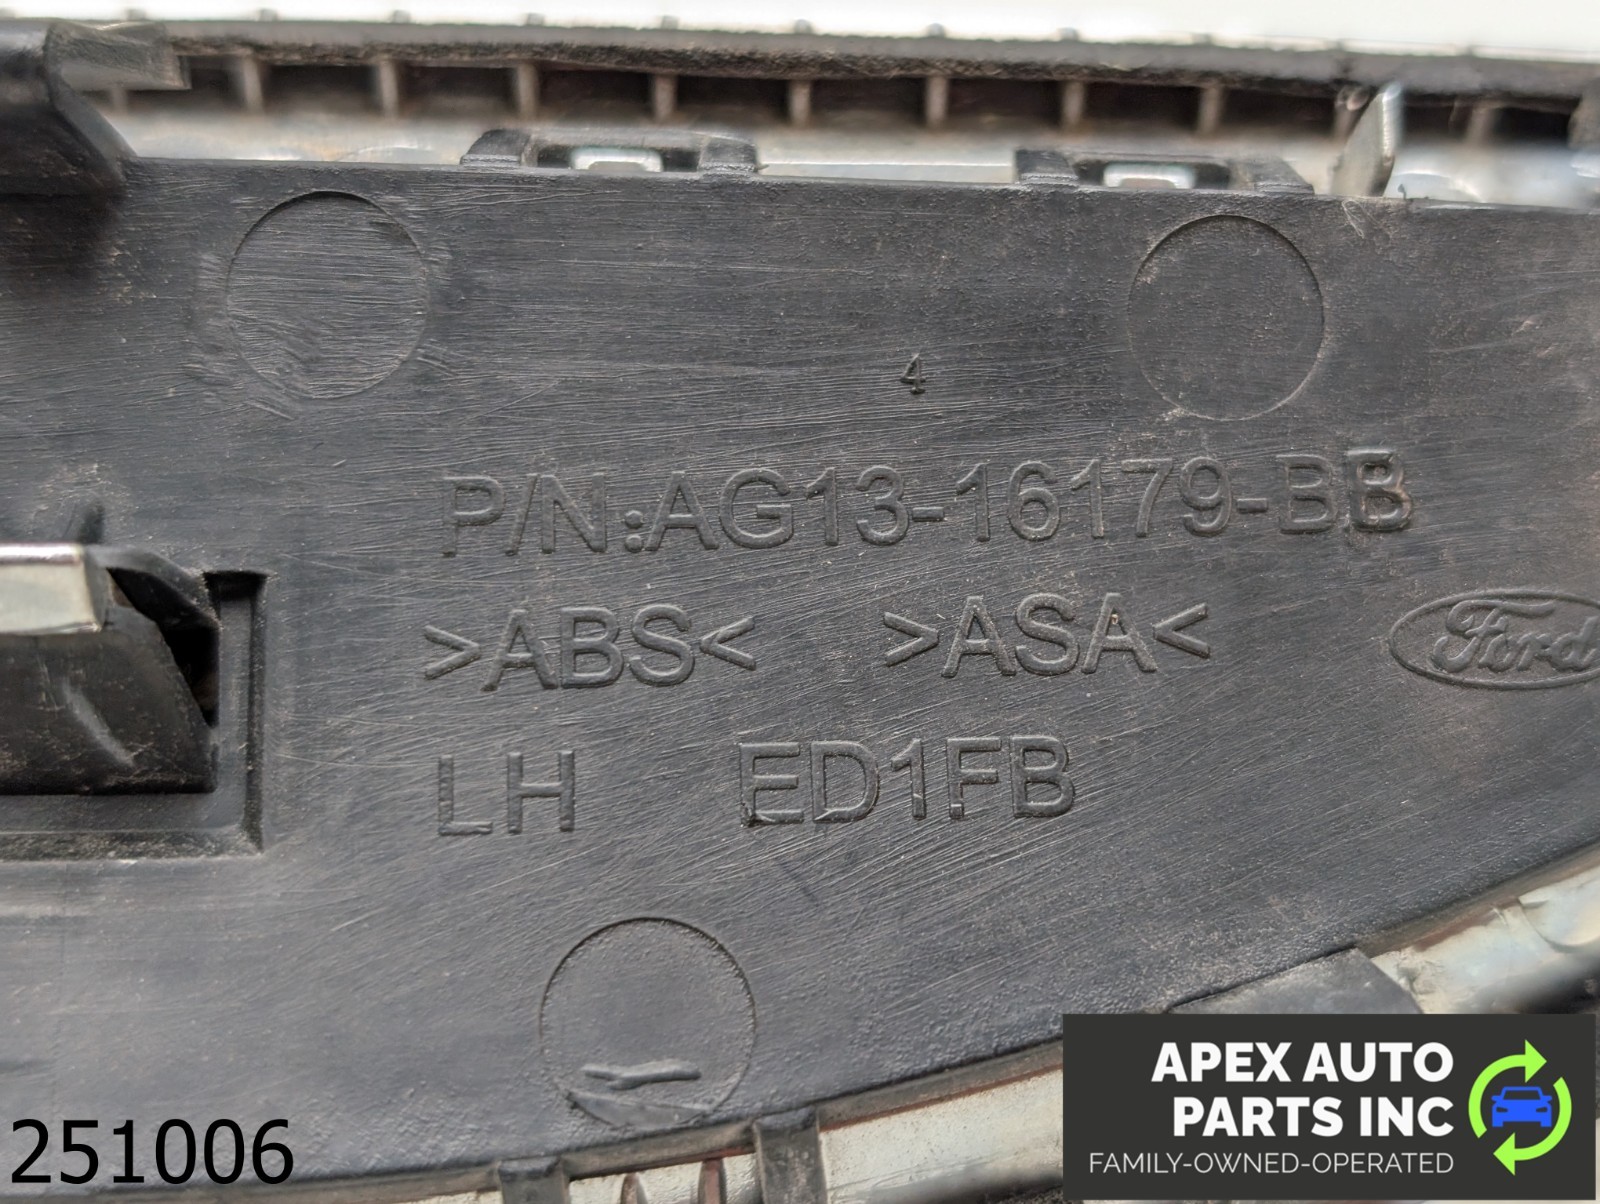 4
P/N:AG13-16179-BB
>ABS< >ASA<
Ford
LH ED1FB
251006
APEX AUTO
PARTS INC
FAMILY-OWNED-OPERATED